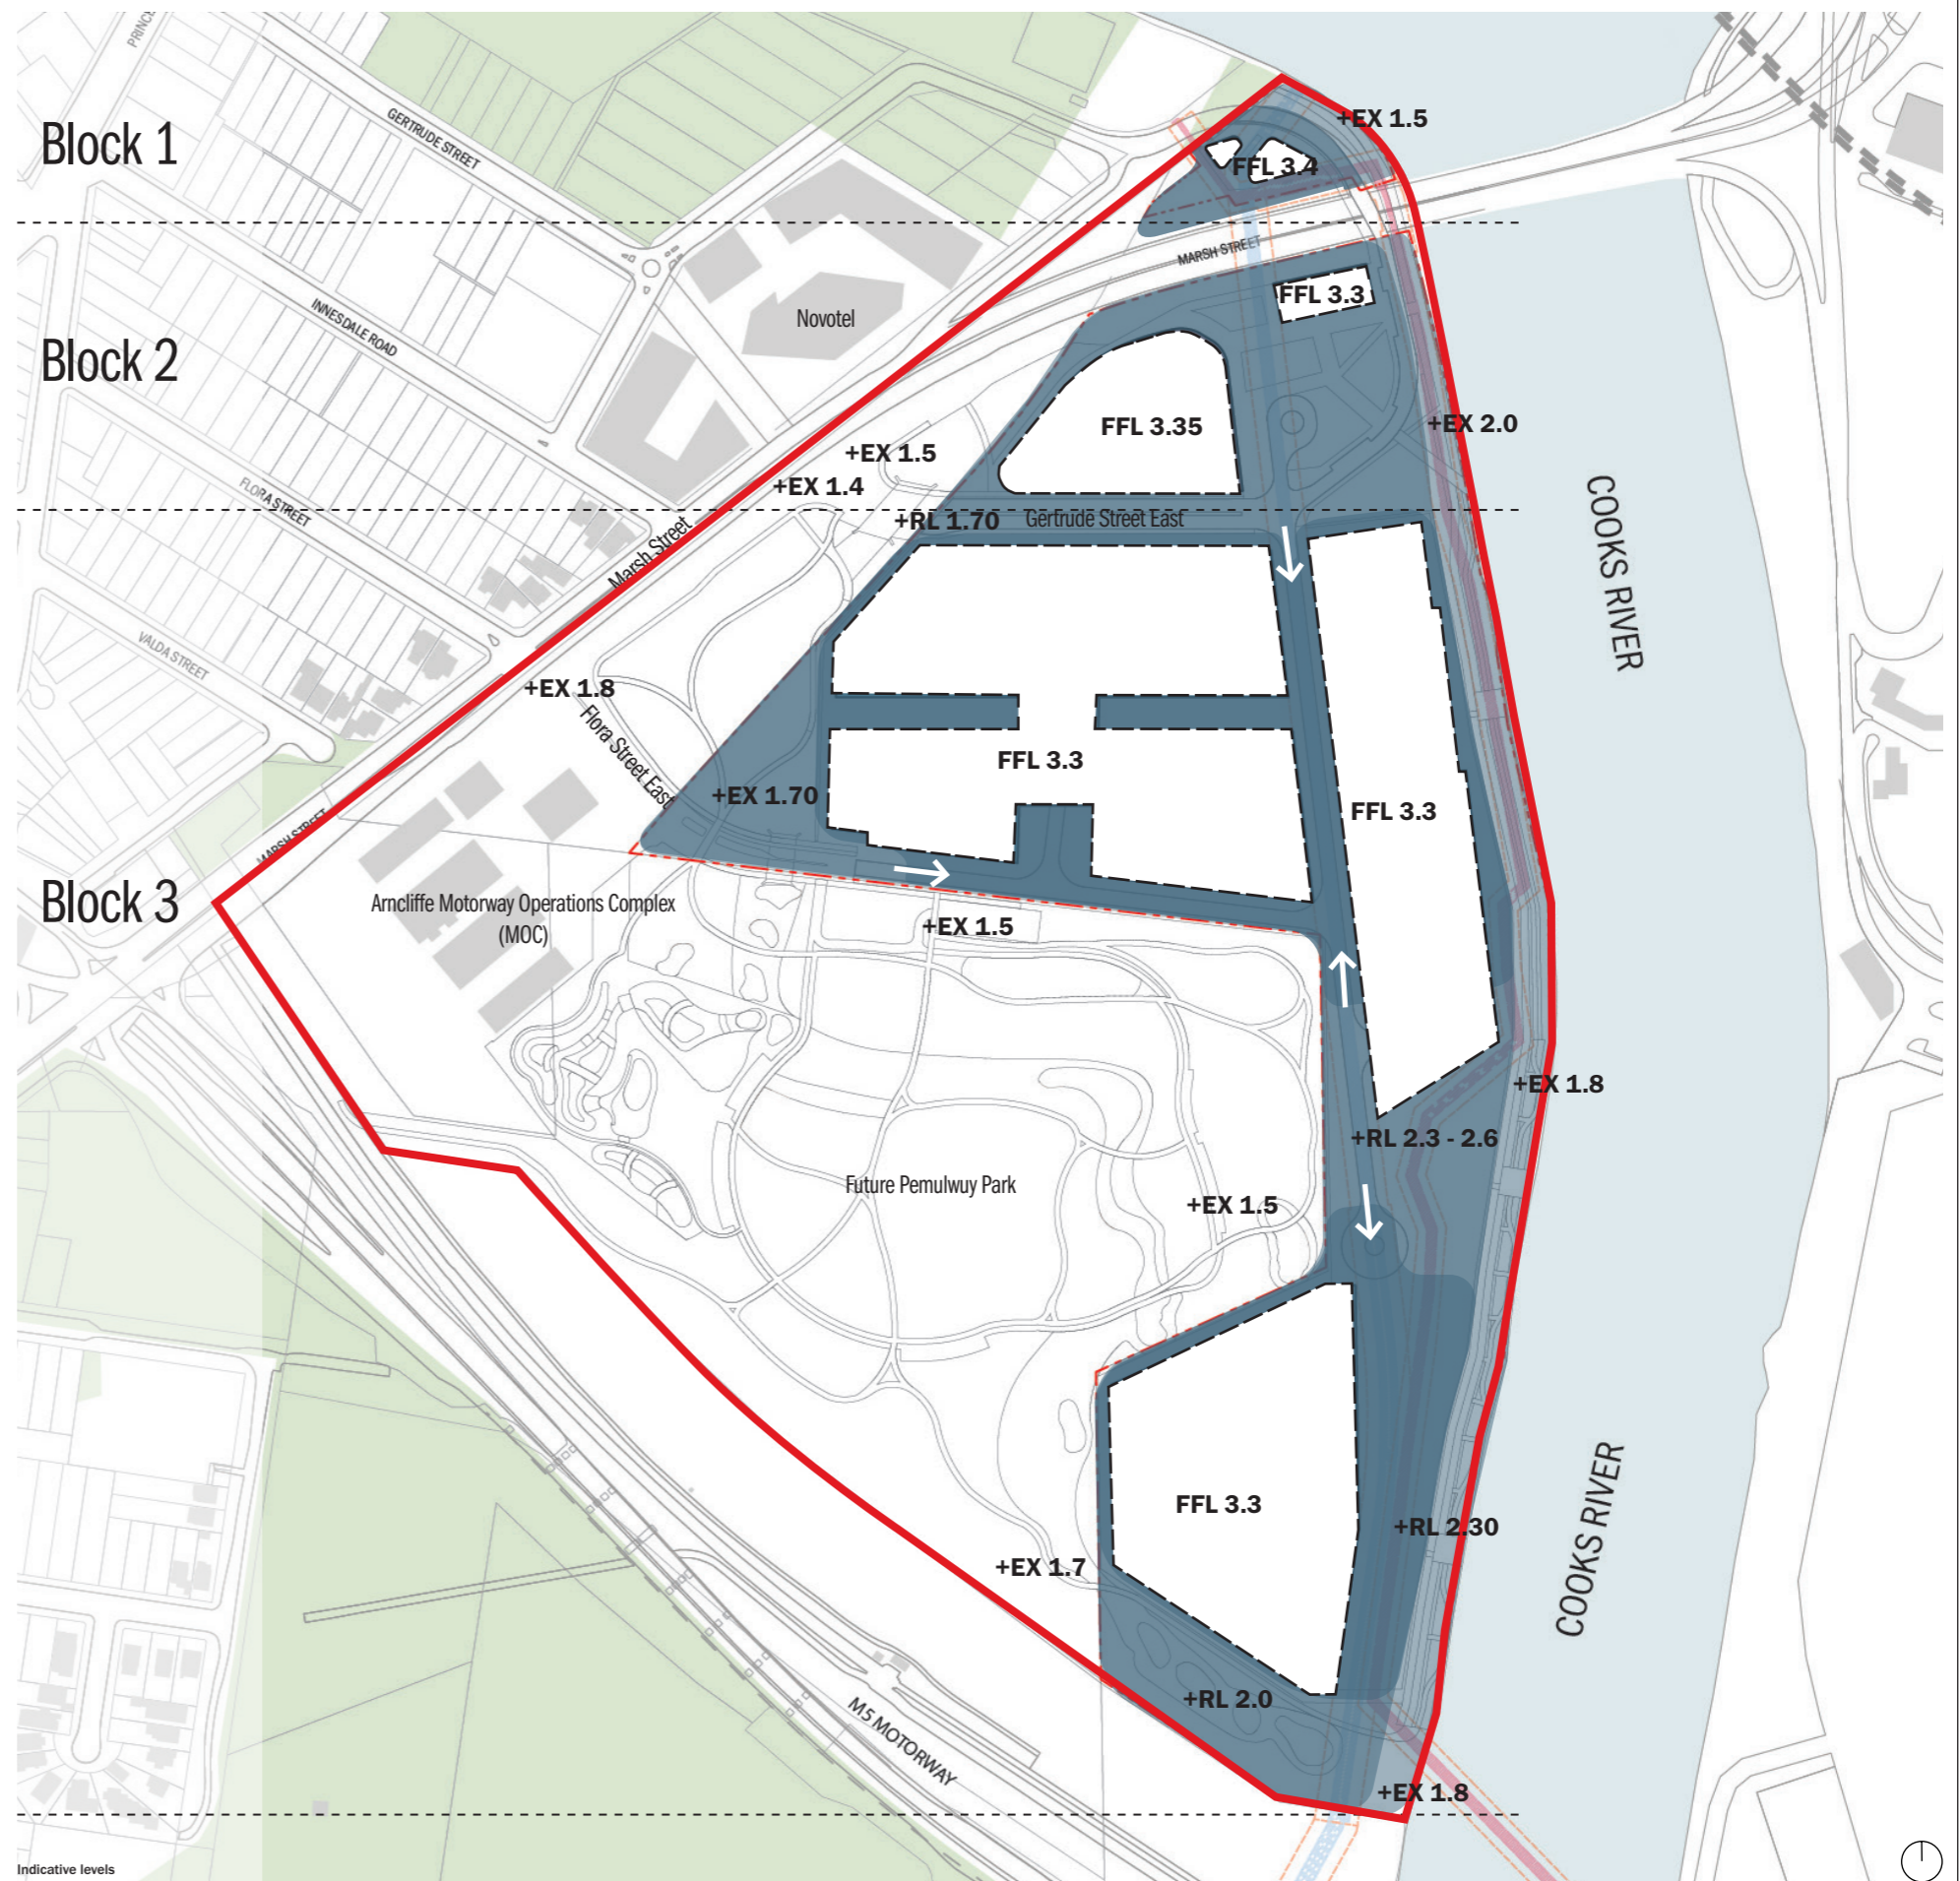 PRINCE
GERTRUDE STREET
+EX 1.5
Block 1
FFL 3.4
MARSH STREET
FFL 3.3
INNESDALE ROAD
Novotel
Block 2
FFL 3.35
+EX 2.0
+EX 1.5
+EX 1.4
FLORA STREET
+RL 1.70
Gertrude Street East
Marsh Street
COOKS RIVER
VALDA STREET
+EX 1.8
Flora Street East
FFL 3.3
+EX 1.70
FFL 3.3
MARSH STREET
Block 3
Arncliffe Motorway Operations Complex
(MOC)
+EX 1.5
+EX 1.8
+RL 2.3 - 2.6
Future Pemulwuy Park
+EX 1.5
FFL 3.3
+RL 2.30
COOKS RIVER
+EX 1.7
+RL 2.0
M5 MOTORWAY
+EX 1.8
Indicative levels